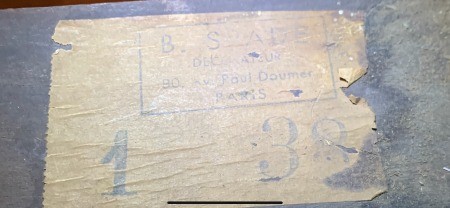 B. S
90, Av. Paul Doumer
PARIS
1 38